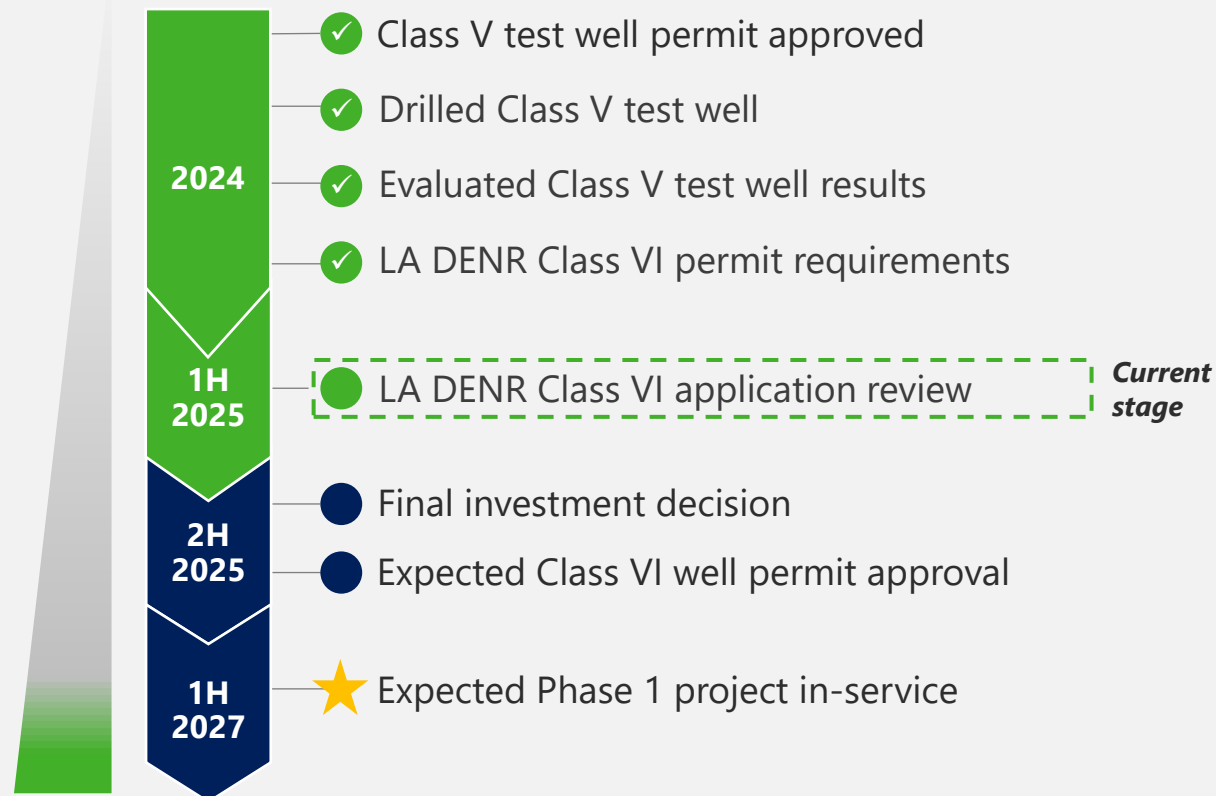 Class V test well permit approved
Drilled Class V test well
2024
Evaluated Class V test well results
LA DENR Class VI permit requirements
1H
2025
LA DENR Class VI application review
Current
stage
Final investment decision
2H
2025
Expected Class VI well permit approval
1H
2027
Expected Phase 1 project in-service